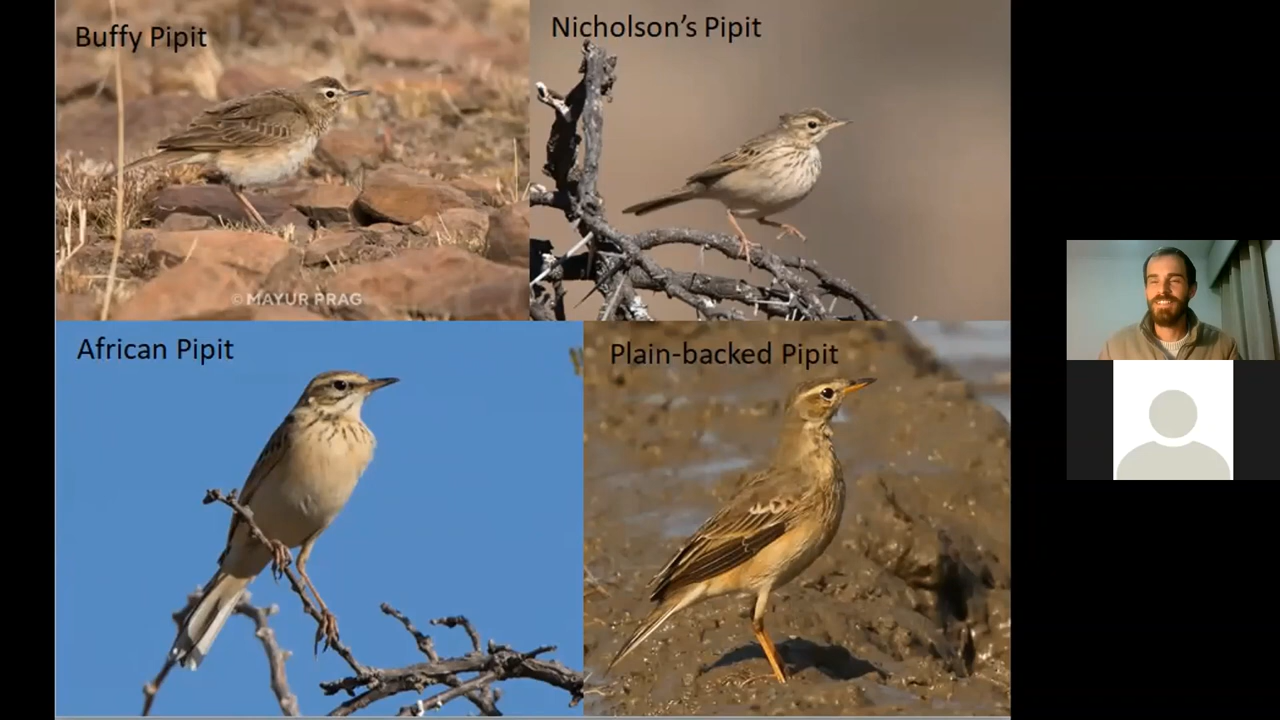 Buffy Pipit
Nicholson’s Pipit
© MAYUR PRAG
African Pipit
Plain-backed Pipit